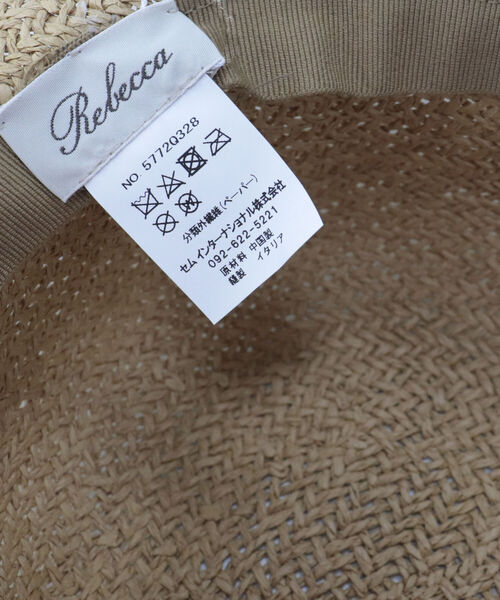 Rebecca
NO. 5772Q328
分類外繊維(ペーパー)
セムインターナショナル株式会社
092-622-5221
原材料 中国製
縫製 イタリア